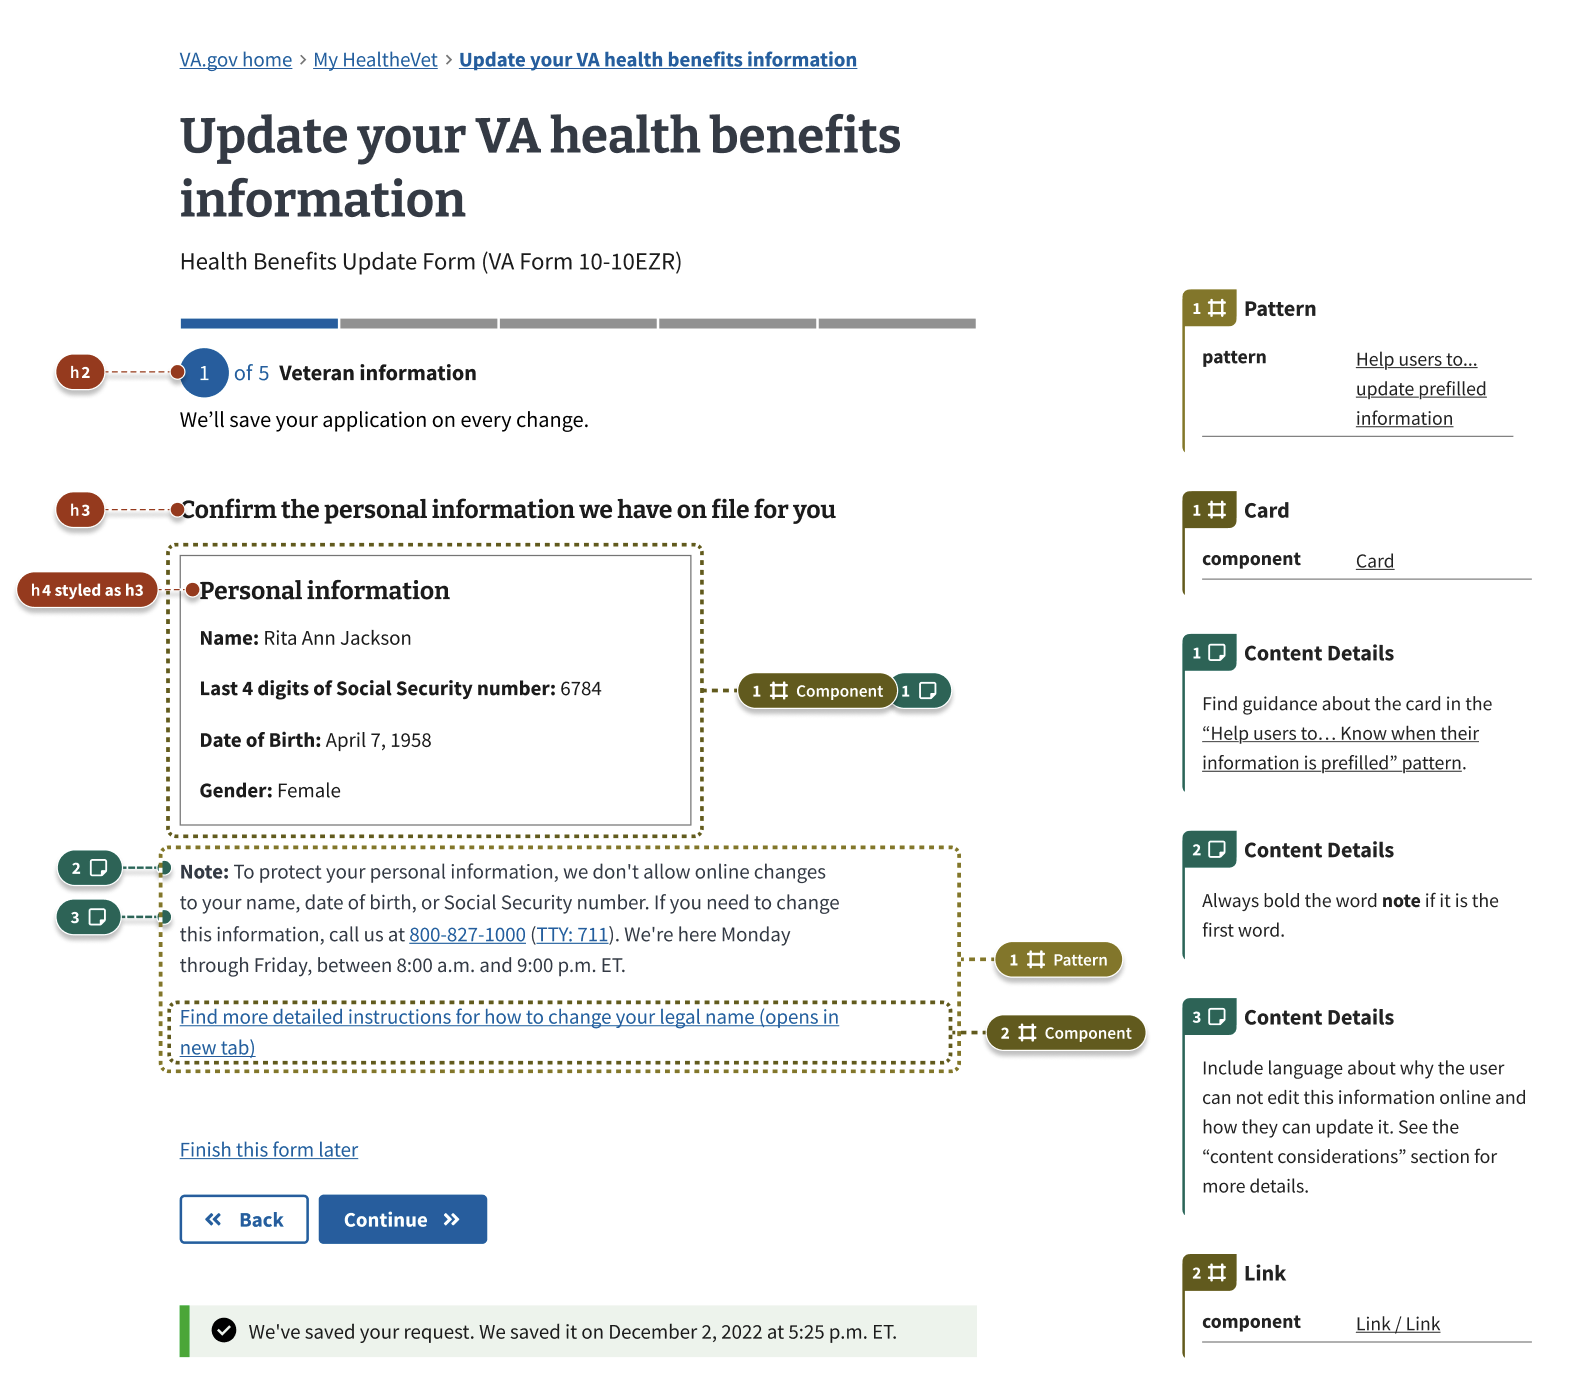 VA.gov home › My HealtheVet › Update your VA health benefits information
Update your VA health benefits
information
Health Benefits Update Form (VA Form 10-10EZR)
h2
1 of 5 Veteran information
We’ll save your application on every change.
h3
Confirm the personal information we have on file for you
h4 styled as h3
Personal information
Name: Rita Ann Jackson
Last 4 digits of Social Security number: 6784
Date of Birth: April 7, 1958
Gender: Female
1 Component 1
2
3
Note: To protect your personal information, we don't allow online changes
to your name, date of birth, or Social Security number. If you need to change
this information, call us at 800-827-1000 (TTY: 711). We're here Monday
through Friday, between 8:00 a.m. and 9:00 p.m. ET.
1 Pattern
Find more detailed instructions for how to change your legal name (opens in
new tab)
2 Component
Finish this form later
Back
Continue
We've saved your request. We saved it on December 2, 2022 at 5:25 p.m. ET.
1 Pattern
pattern Help users to...
update prefilled
information
1 Card
component Card
1 Content Details
Find guidance about the card in the
“Help users to… Know when their
information is prefilled” pattern.
2 Content Details
Always bold the word note if it is the
first word.
3 Content Details
Include language about why the user
can not edit this information online and
how they can update it. See the
“content considerations” section for
more details.
2 Link
component Link / Link